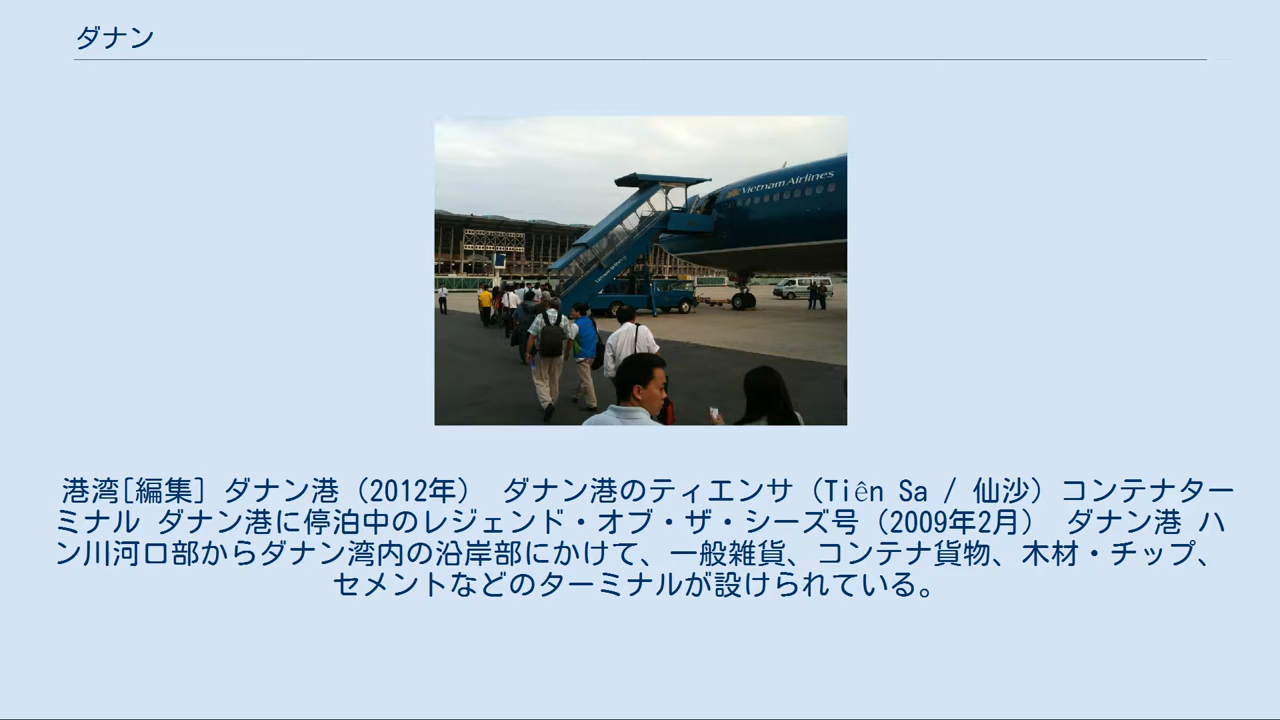 ダナン
Vietnam Airlines
港湾[編集] ダナン港（2012年） ダナン港のティエンサ（Tiên Sa / 仙沙）コンテナター
ミナル ダナン港に停泊中のレジェンド・オブ・ザ・シーズ号（2009年2月） ダナン港 ハ
ン川河口部からダナン湾内の沿岸部にかけて、一般雑貨、コンテナ貨物、木材・チップ、
セメントなどのターミナルが設けられている。